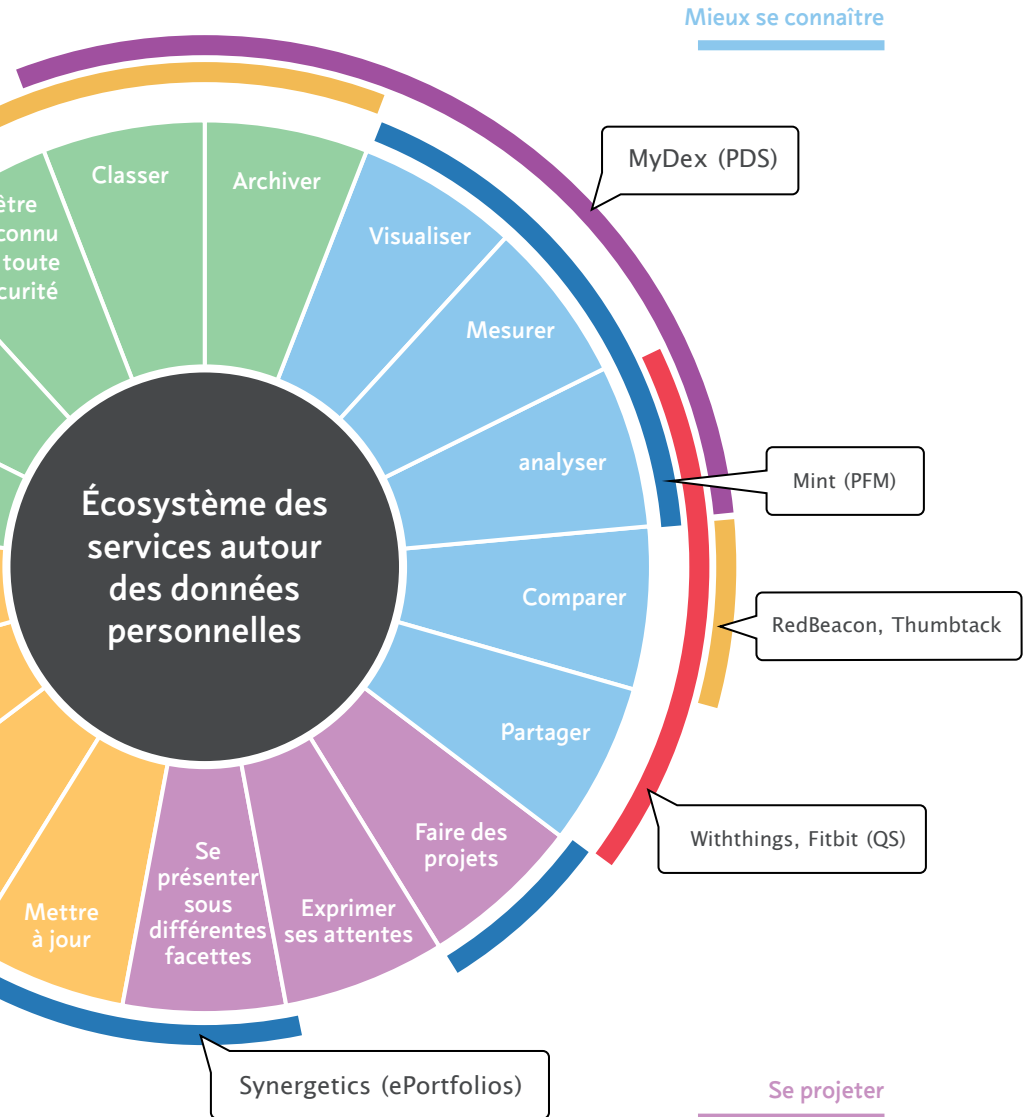 Mieux se connaître
MyDex (PDS)
Classer
Archiver
être
connu
toute
curité
Visualiser
Mesurer
analyser
Mint (PFM)
Écosystème des
services autour
des données
personnelles
Comparer
RedBeacon, Thumbtack
Partager
Faire des
projets
Withthings, Fitbit (QS)
Se
présenter
sous
différentes
facettes
Exprimer
ses attentes
Mettre
à jour
Synergetics (ePortfolios)
Se projeter